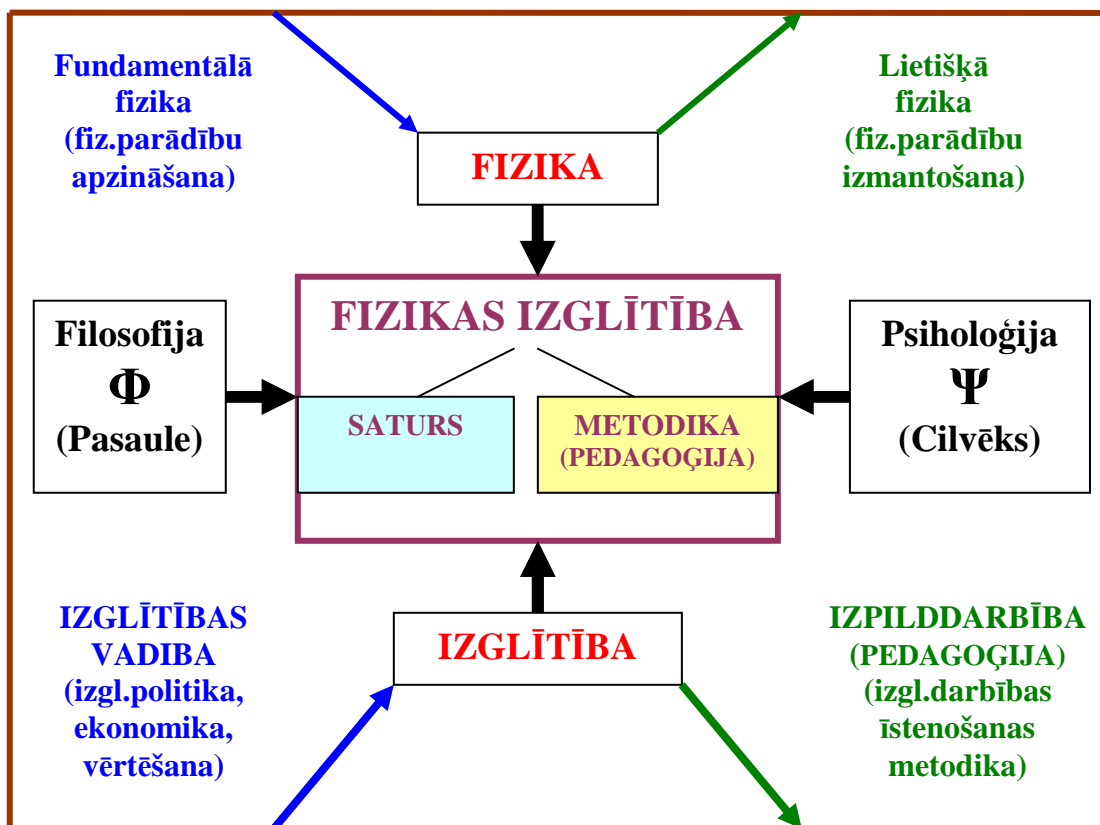 Fundamentālā
fizika
(fiz.parādību
apzināšana)
Lietišķā
fizika
(fiz.parādību
izmantošana)
FIZIKA
FIZIKAS IZGLĪTĪBA
Filosofija
Φ
(Pasaule)
SATURS
METODIKA
(PEDAGOĢIJA)
Psiholoģija
Ψ
(Cilvēks)
IZGLĪTĪBAS
VADIBA
(izgl.politika,
ekonomika,
vērtēšana)
IZGLĪTĪBA
IZPILDDARBĪBA
(PEDAGOĢIJA)
(izgl.darbības
īstenošanas
metodika)